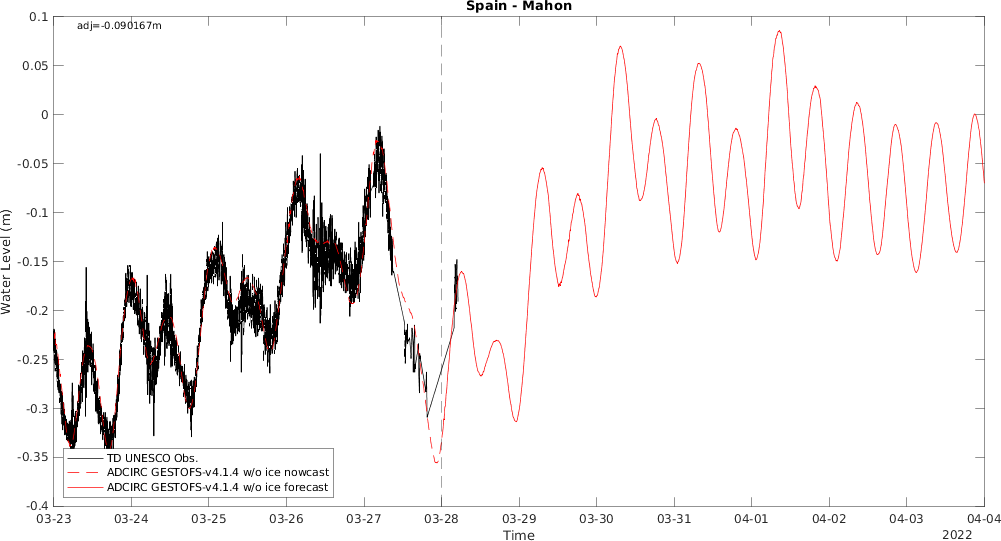 Spain - Mahon
adj=-0.090167m
0.1
0.05
0
-0.05
-0.1
-0.15
-0.2
-0.25
-0.3
-0.35
-0.4
Water Level (m)
TD UNESCO Obs.
ADCIRC GESTOFS-v4.1.4 w/o ice nowcast
ADCIRC GESTOFS-v4.1.4 w/o ice forecast
03-23 03-24 03-25 03-26 03-27 03-28 03-29 03-30 03-31 04-01 04-02 04-03 04-04
Time
2022